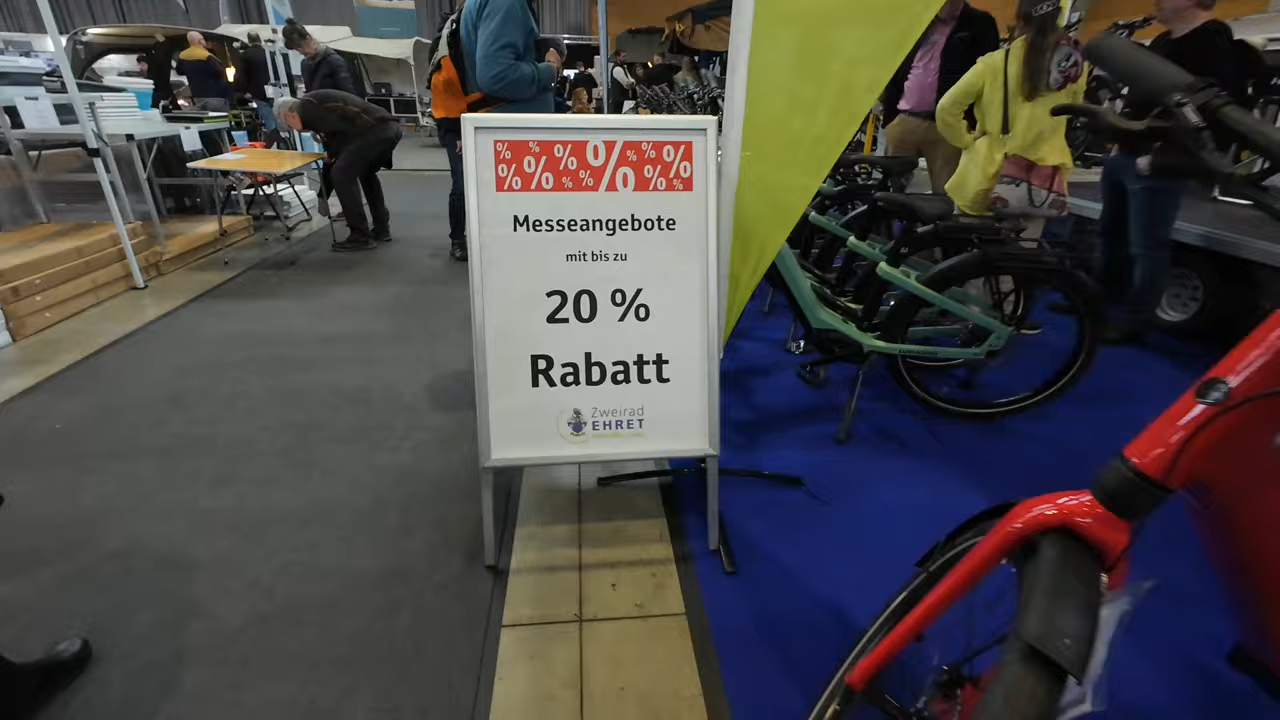 % % % % % % % %
% % % % % % %
Messeangebote
mit bis zu
20 %
Rabatt
Zweirad
EHRET